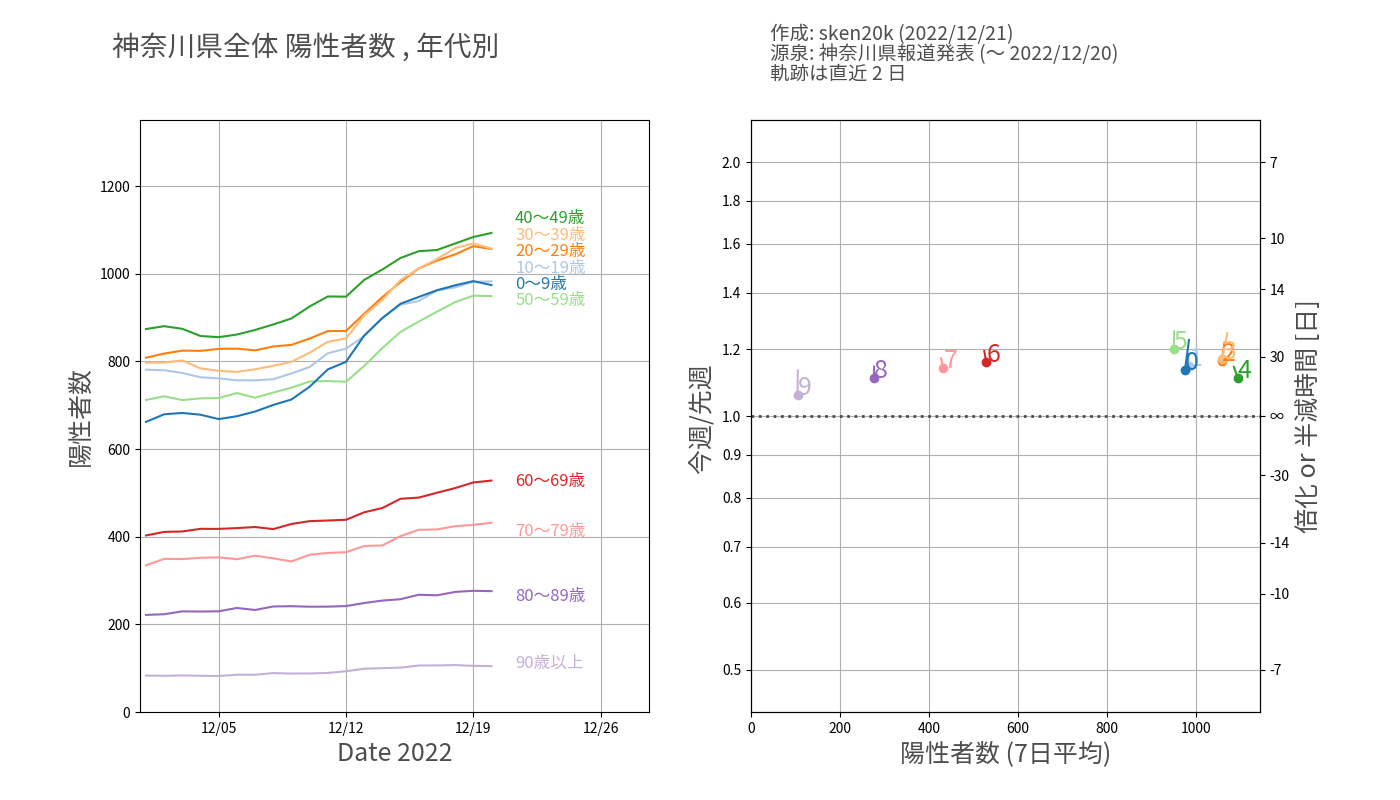 神奈川県全体 陽性者数 , 年代別
作成: sken20k (2022/12/21)
源泉: 神奈川県報道発表 (〜 2022/12/20)
軌跡は直近 2 日
陽性者数
1200
1000
800
600
400
200
0
40〜49歳
30〜39歳
20〜29歳
10〜19歳
0〜9歳
50〜59歳
60〜69歳
70〜79歳
80〜89歳
90歳以上
12/05
12/12
12/19
12/26
Date 2022
今週/先週
2.0
1.8
1.6
1.4
1.2
1.0
0.9
0.8
0.7
0.6
0.5
9
8
7
6
5
0
1
2
3
4
7
10
14
30
∞
-30
-14
-10
-7
倍化 or 半減時間 [日]
0
200
400
600
800
1000
陽性者数 (7日平均)